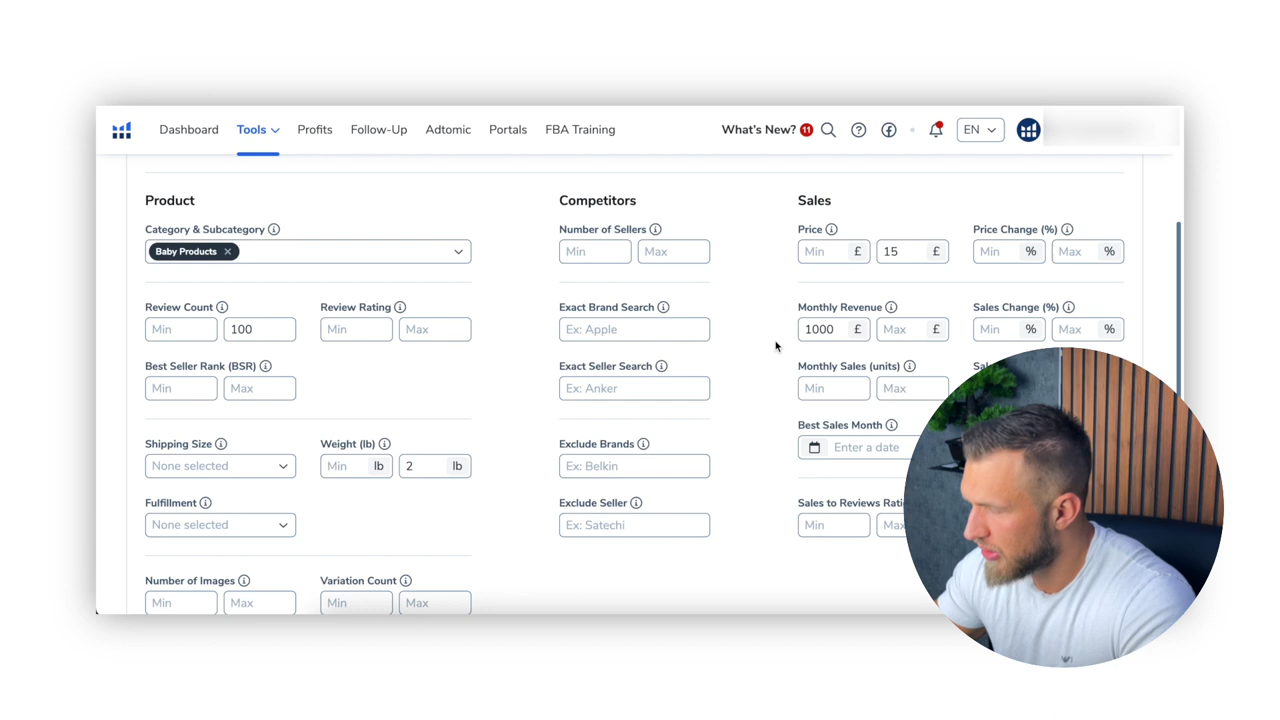 Dashboard Tools Profits Follow-Up Adtomic Portals FBA Training What's New? 11 EN
Product Competitors Sales
Category & Subcategory Number of Sellers Price Price Change (%)
Baby Products Min Max Min £ 15 £ Min % Max %
Review Count Review Rating Exact Brand Search Monthly Revenue Sales Change (%)
Min 100 Min Max Ex: Apple 1000 £ Max £ Min % Max %
Best Seller Rank (BSR) Exact Seller Search Monthly Sales (units)
Min Max Ex: Anker Min Max
Best Sales Month
Shipping Size Weight (lb) Exclude Brands
Enter a date
None selected Min lb 2 lb Ex: Belkin
Fulfillment Exclude Seller Sales to Reviews
None selected Ex: Satechi Min
Number of Images Variation Count
Min Max Min Max